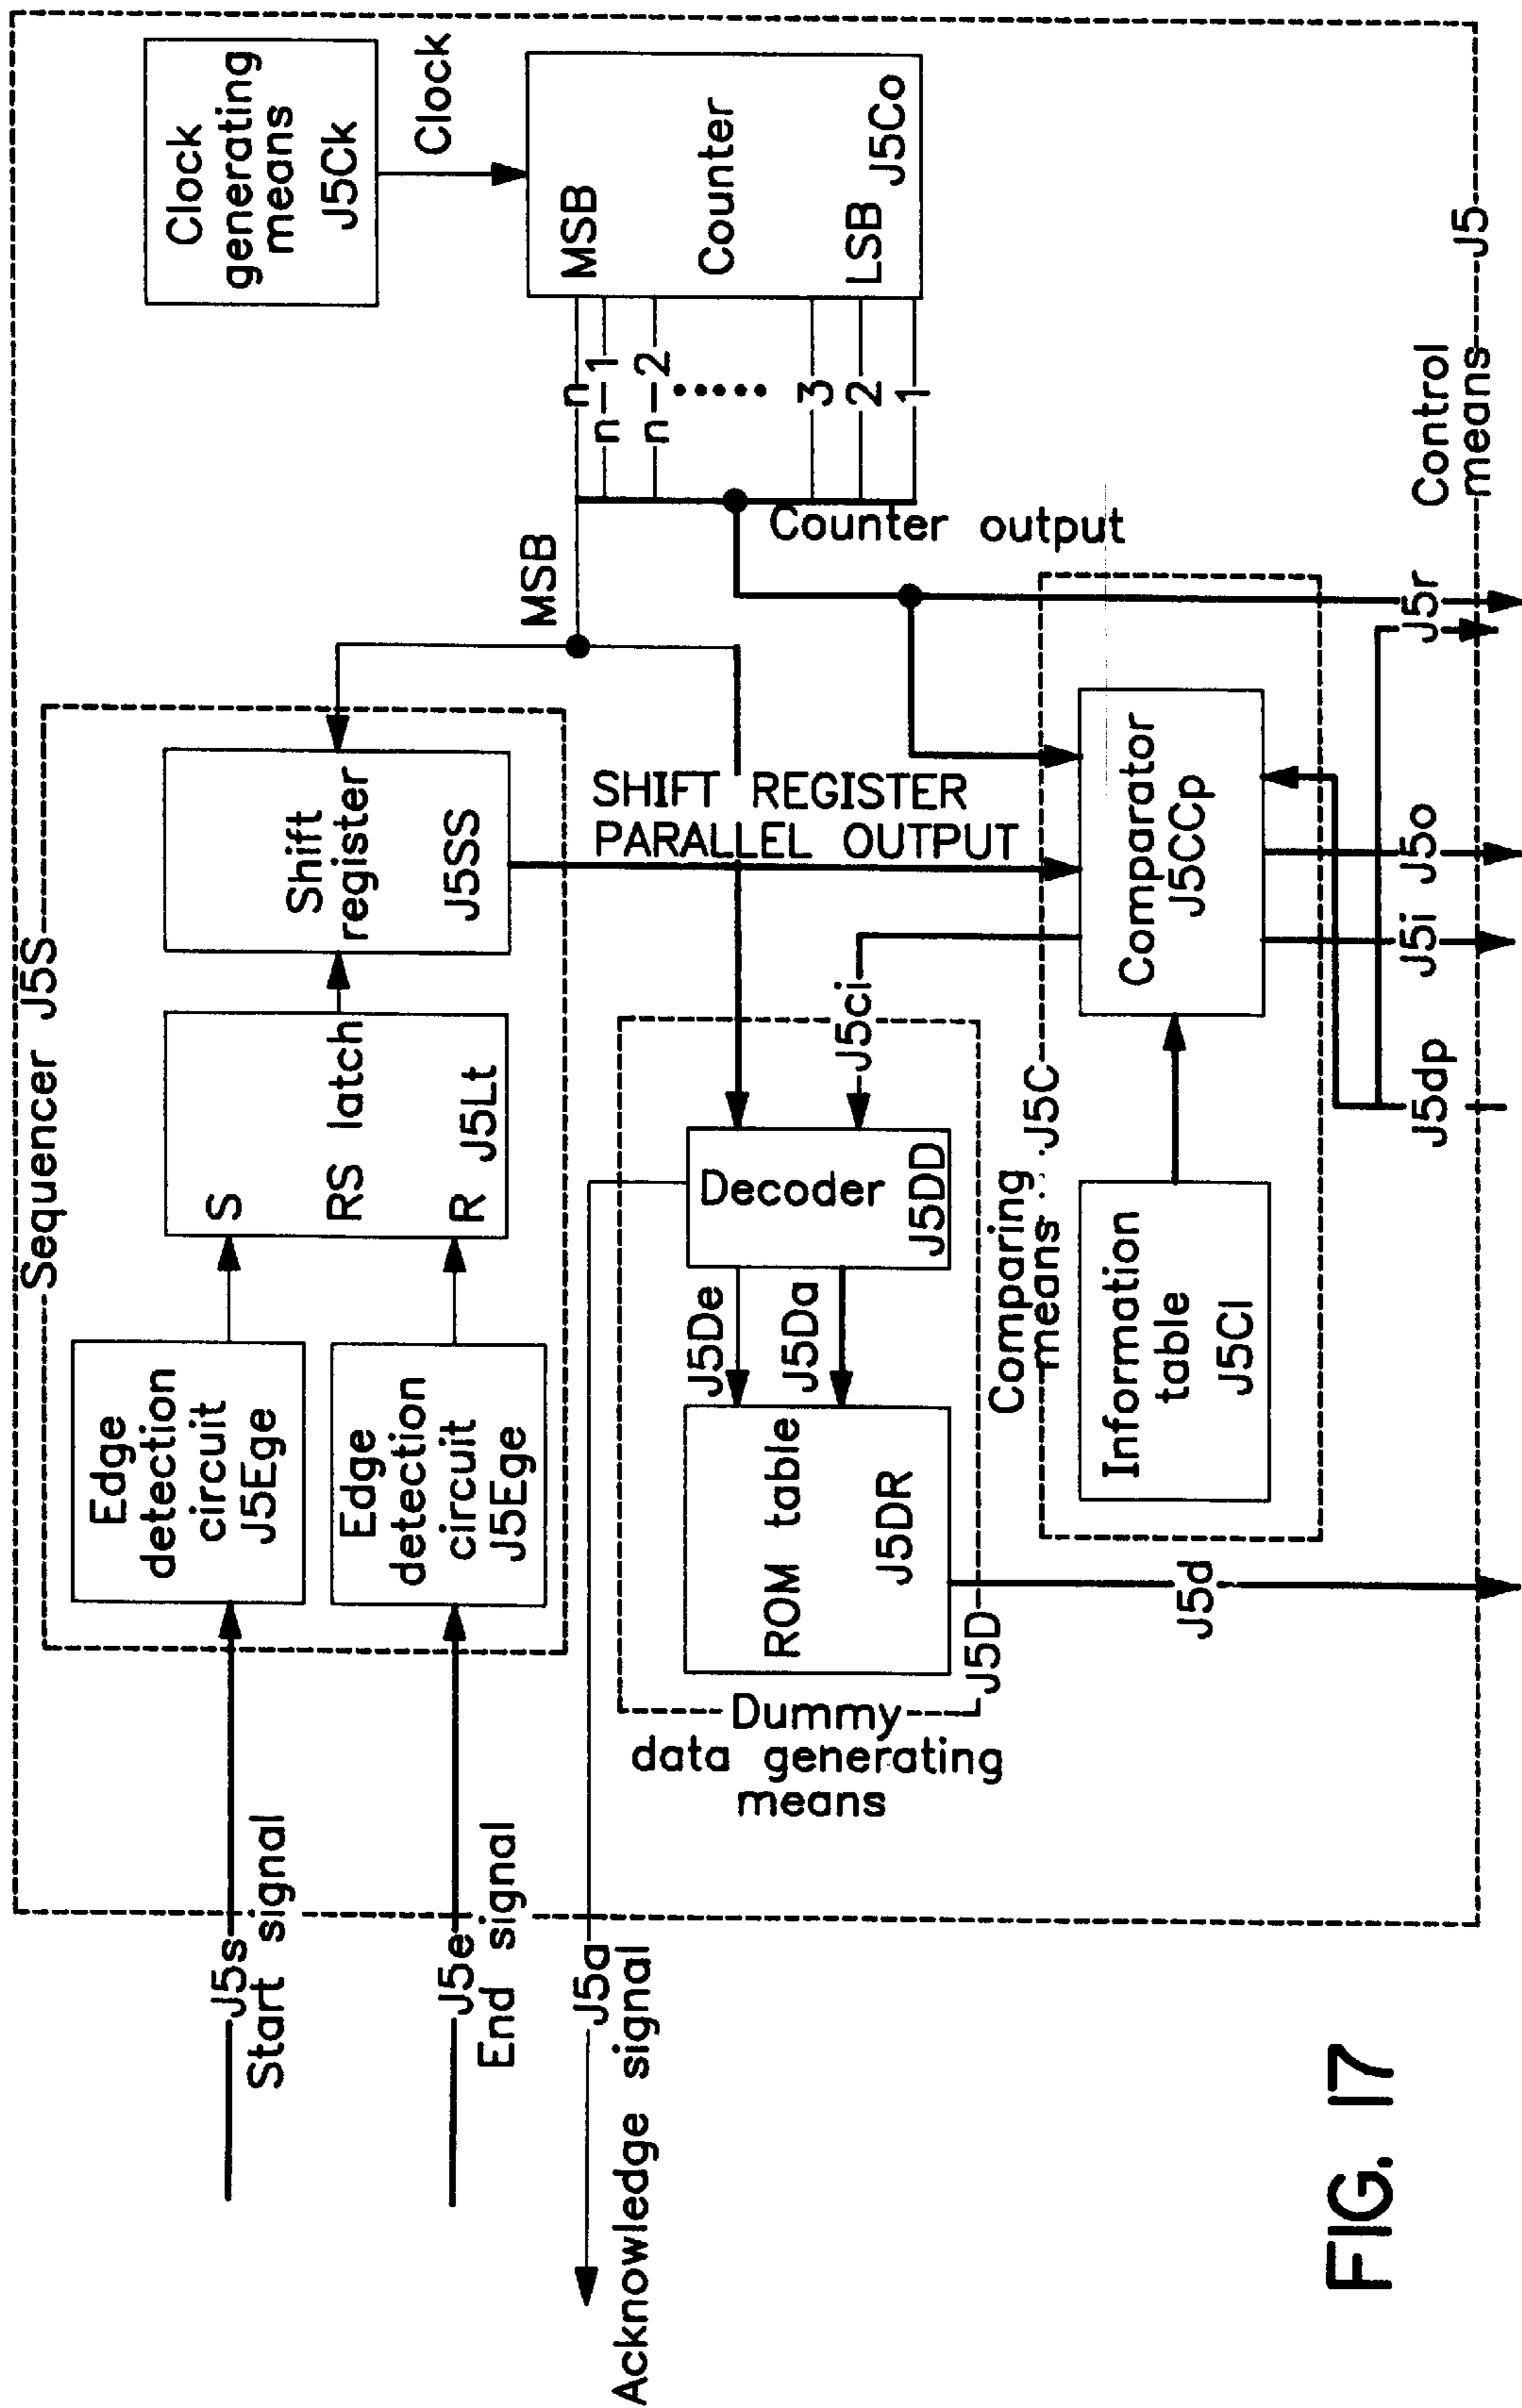 Sequencer J5S
Edge
detection
circuit
J5Ege
Edge
detection
circuit
J5Ege
S
RS latch
R
J5Lt
Shift
register
J5SS
Clock
generating
means
J5Ck
Clock
MSB
Counter
LSB
J5Co
n
n-1
n-2
.....
3
2
1
MSB
Counter output
SHIFT REGISTER
PARALLEL OUTPUT
J5s
Start signal
J5e
End signal
J5a
Acknowledge signal
Decoder
J5DD
J5De
J5Da
ROM table
J5DR
J5D
Dummy
data generating
means
J5ci
Comparing
means
J5C
Comparator
J5CCp
Information
table
J5CI
J5d
J5dp
J5i
J5o
J5r
Control
means
J5
FIG. 17